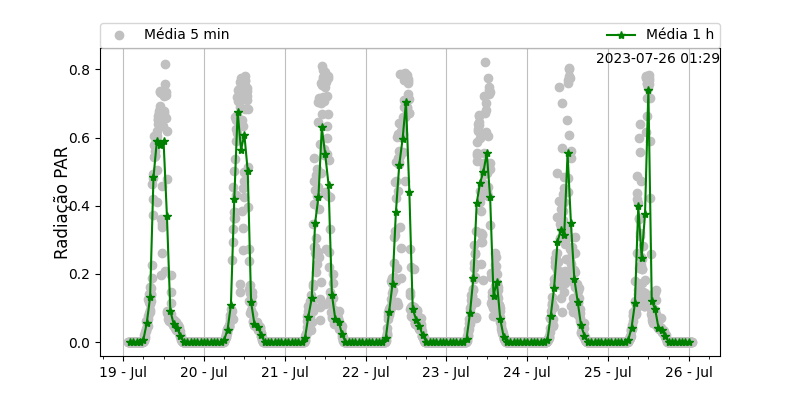 Média 5 min
Média 1 h
2023-07-26 01:29
Radiação PAR
0.8
0.6
0.4
0.2
0.0
19 - Jul
20 - Jul
21 - Jul
22 - Jul
23 - Jul
24 - Jul
25 - Jul
26 - Jul